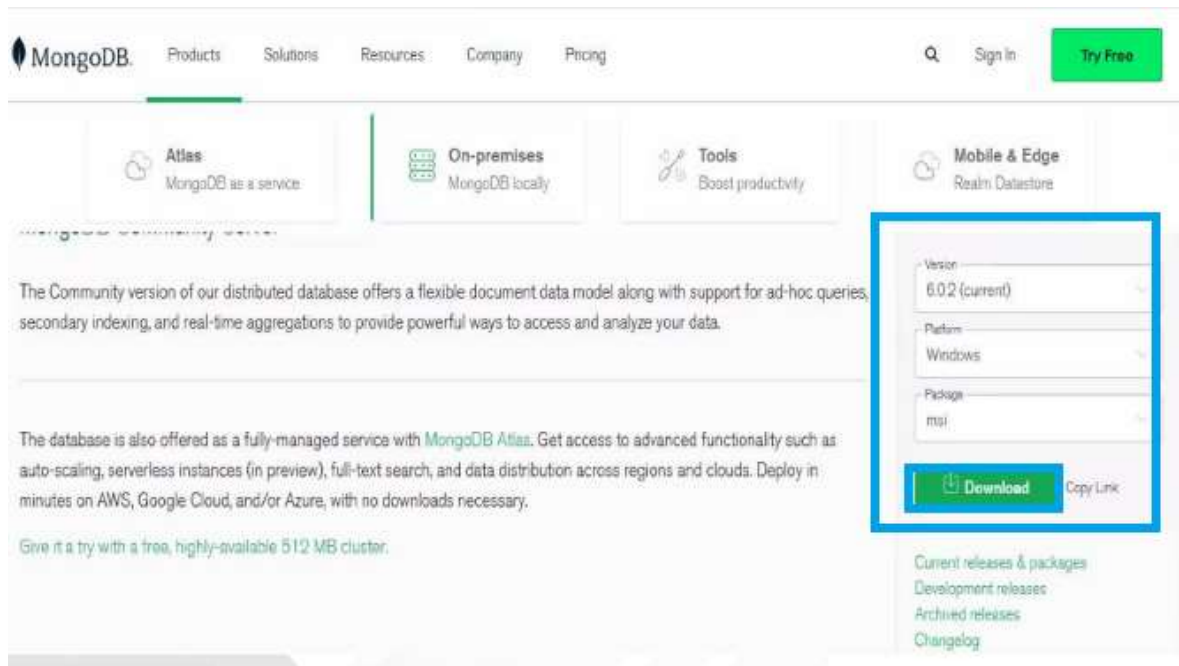 MongoDB. Products Solutions Resources Company Pricing Sign In Try Free
Atlas
MongoDB as a service
On-premises
MongoDB locally
Tools
Boost productivity
Mobile & Edge
Realm Datastore
The Community version of our distributed database offers a flexible document data model along with support for ad-hoc queries,
secondary indexing, and real-time aggregations to provide powerful ways to access and analyze your data.
The database is also offered as a fully-managed service with MongoDB Atlas. Get access to advanced functionality such as
auto-scaling, serverless instances (in preview), full-text search, and data distribution across regions and clouds. Deploy in
minutes on AWS, Google Cloud, and/or Azure, with no downloads necessary.
Give it a try with a free, highly-available 512 MB cluster.
Version
6.0.2 (current)
Platform
Windows
Package
msi
Download Copy Link
Current releases & packages
Development releases
Archived releases
Changelog